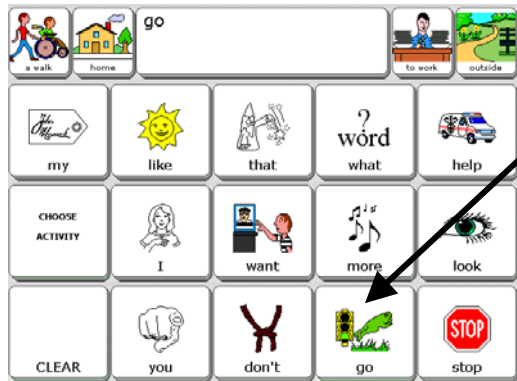 go
a walk
home
to work
outside
my
like
that
?
word
what
help
CHOOSE
ACTIVITY
I
want
more
look
CLEAR
you
don't
go
STOP
stop